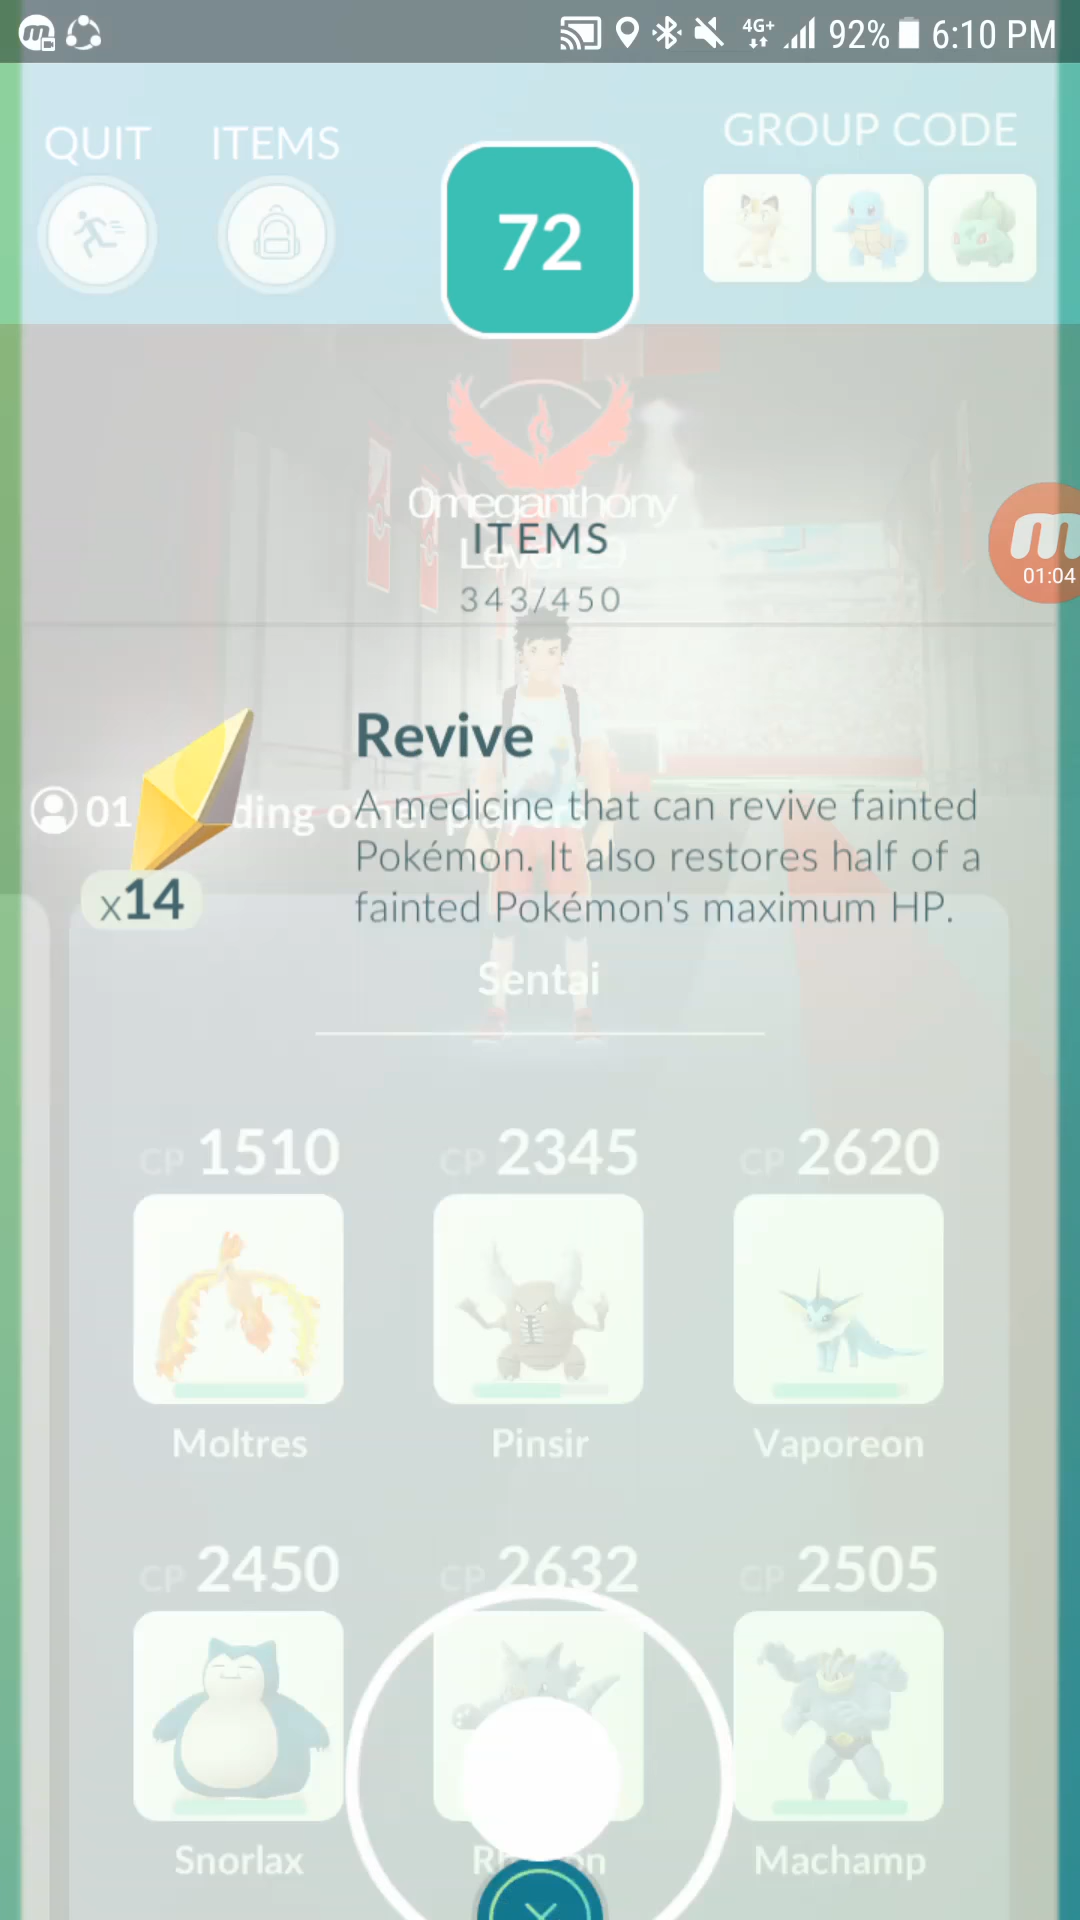 92% 6:10 PM
4G+
QUIT
ITEMS
GROUP CODE
72
0meganthony
ITEMS
343/450
01:04
Revive
A medicine that can revive fainted
Pokémon. It also restores half of a
fainted Pokémon's maximum HP.
01
x14
Sentai
CP 1510
CP 2345
CP 2620
Moltres
Pinsir
Vaporeon
CP 2450
CP 2632
CP 2505
Snorlax
Machamp